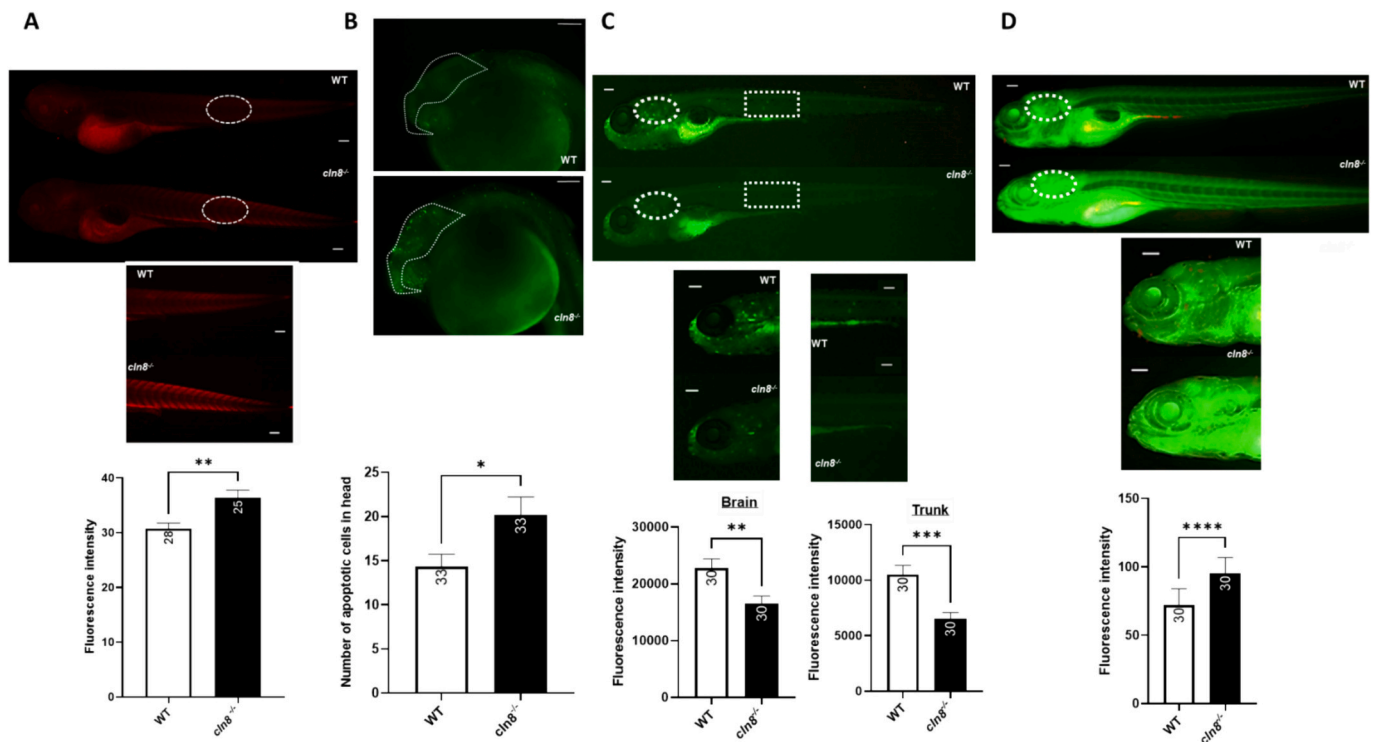 A
B
C
D
WT
cln8-/-
WT
cln8-/-
WT
cln8-/-
WT
cln8-/-
WT
cln8-/-
WT
cln8-/-
WT
cln8-/-
WT
cln8-/-
**
40
30
20
10
0
Fluorescence intensity
28
25
WT
cln8-/-
*
25
20
15
10
5
0
Number of apoptotic cells in head
33
33
WT
cln8-/-
Brain
**
30000
20000
10000
0
Fluorescence intensity
30
30
WT
cln8-/-
Trunk
***
15000
10000
5000
0
Fluorescence intensity
30
30
WT
cln8-/-
****
150
100
50
0
Fluorescence intensity
30
30
WT
cln8-/-